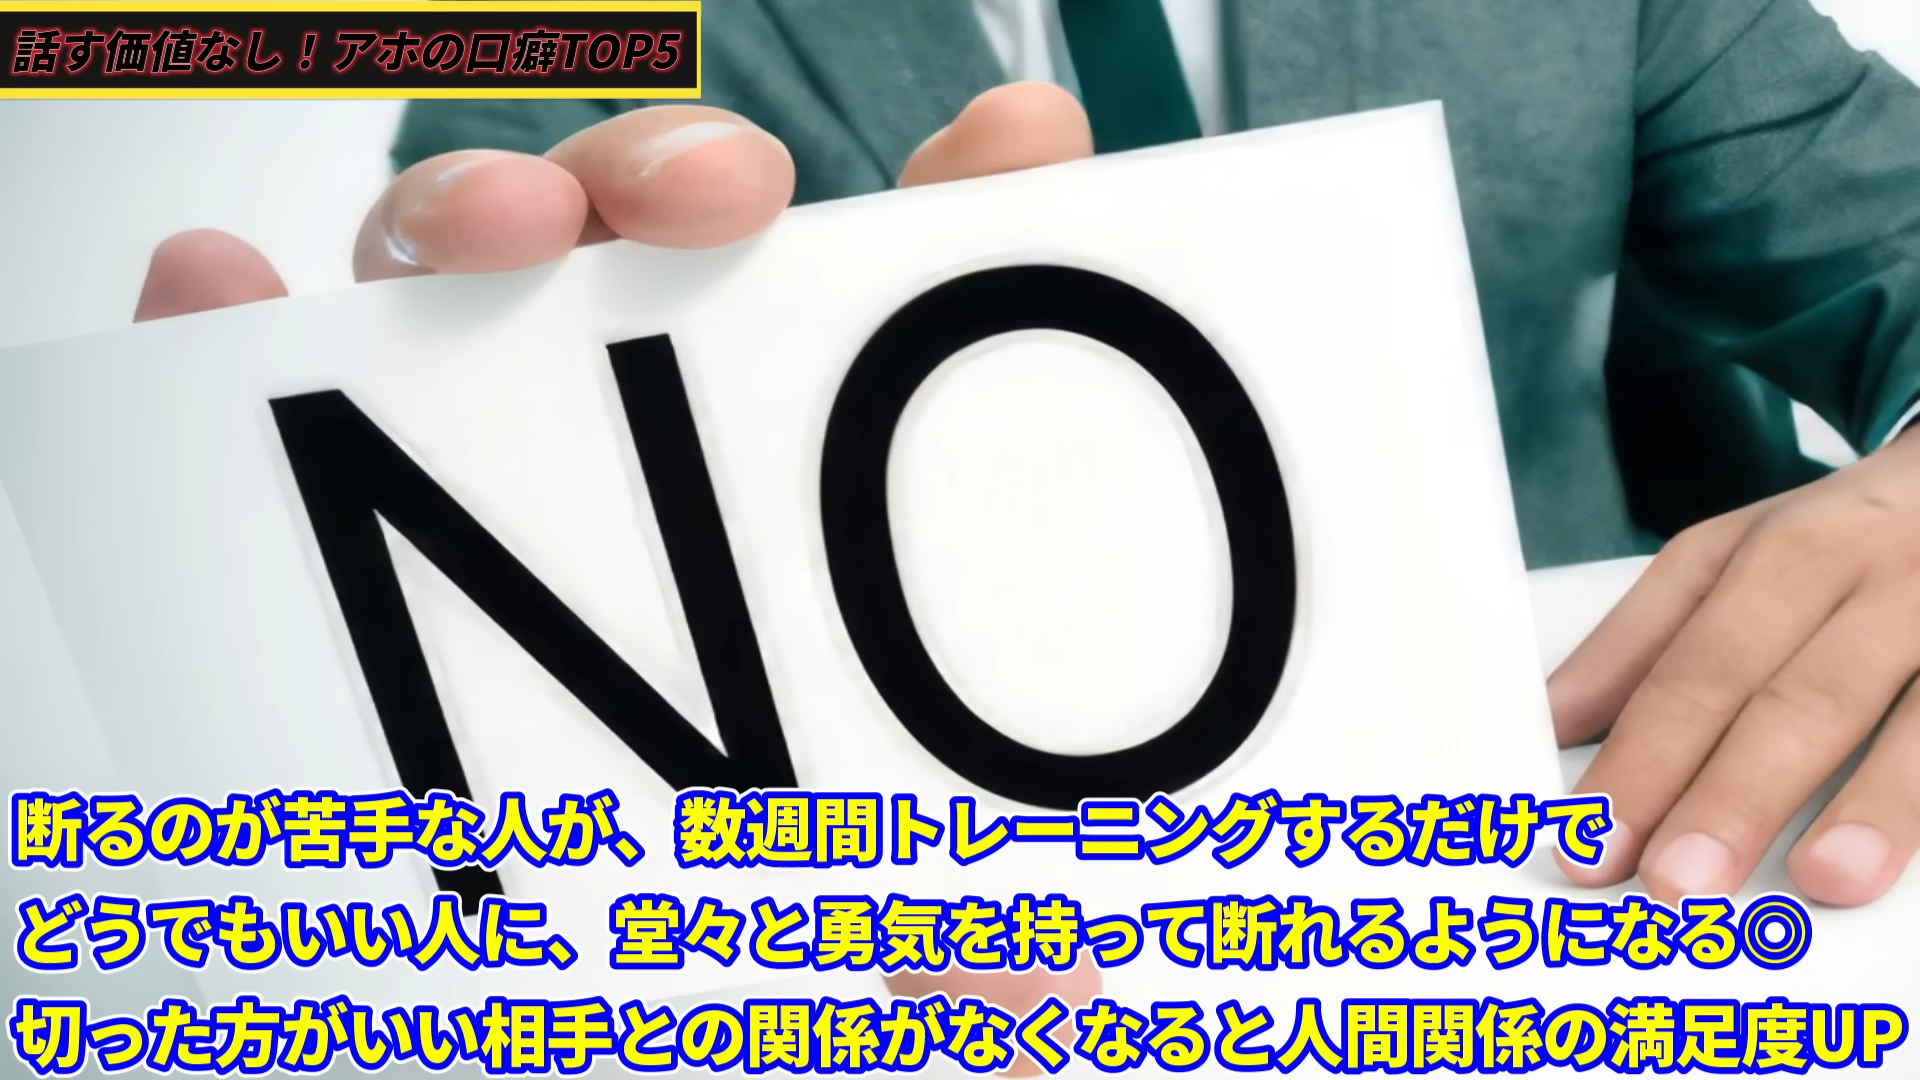 話す価値なし！アホの口癖TOP5
NO
断るのが苦手な人が、数週間トレーニングするだけで
どうでもいい人に、堂々と勇気を持って断れるようになる◎
切った方がいい相手との関係がなくなると人間関係の満足度UP